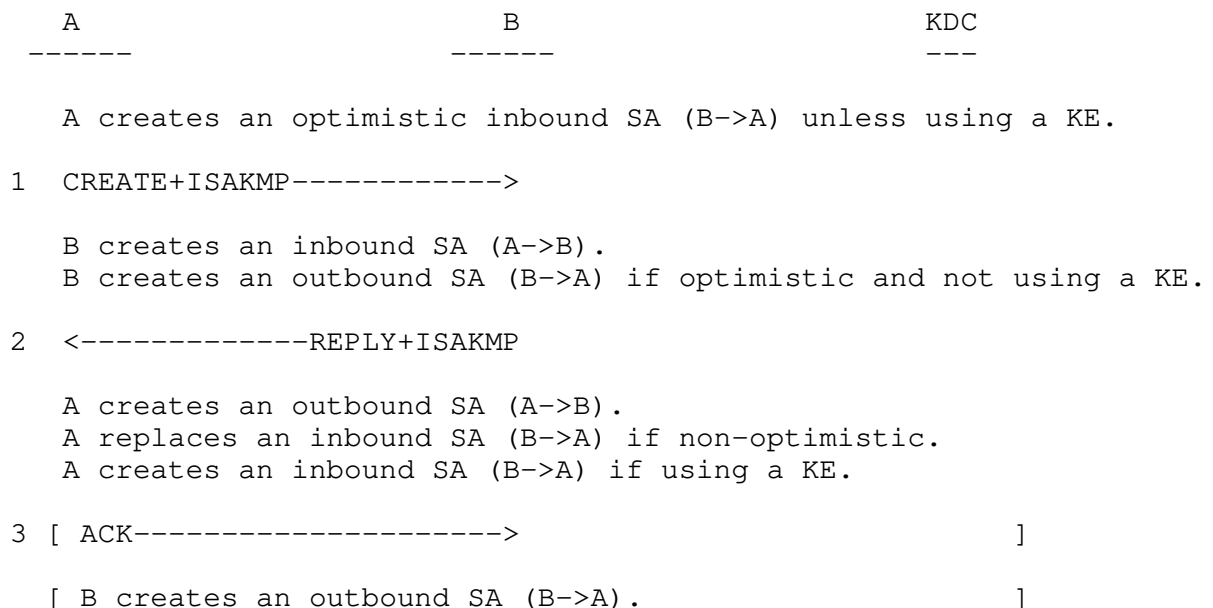 A                             B                            KDC
------                      ------                         ---
A creates an optimistic inbound SA (B->A) unless using a KE.
1  CREATE+ISAKMP------------>
B creates an inbound SA (A->B).
B creates an outbound SA (B->A) if optimistic and not using a KE.
2  <-------------REPLY+ISAKMP
A creates an outbound SA (A->B).
A replaces an inbound SA (B->A) if non-optimistic.
A creates an inbound SA (B->A) if using a KE.
3 [ ACK--------------------->                                  ]
[ B creates an outbound SA (B->A).                          ]